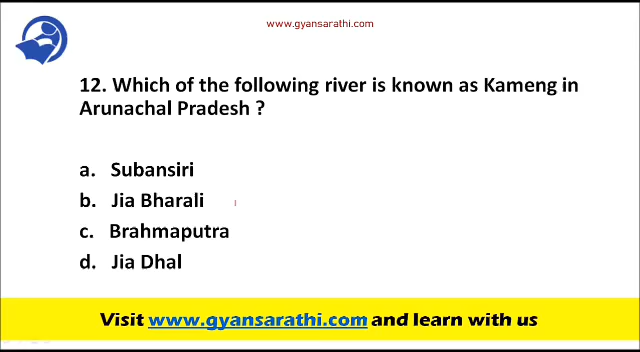 www.gyansarathi.com
12. Which of the following river is known as Kameng in
Arunachal Pradesh ?
a. Subansiri
b. Jia Bharali
c. Brahmaputra
d. Jia Dhal
Visit www.gyansarathi.com and learn with us